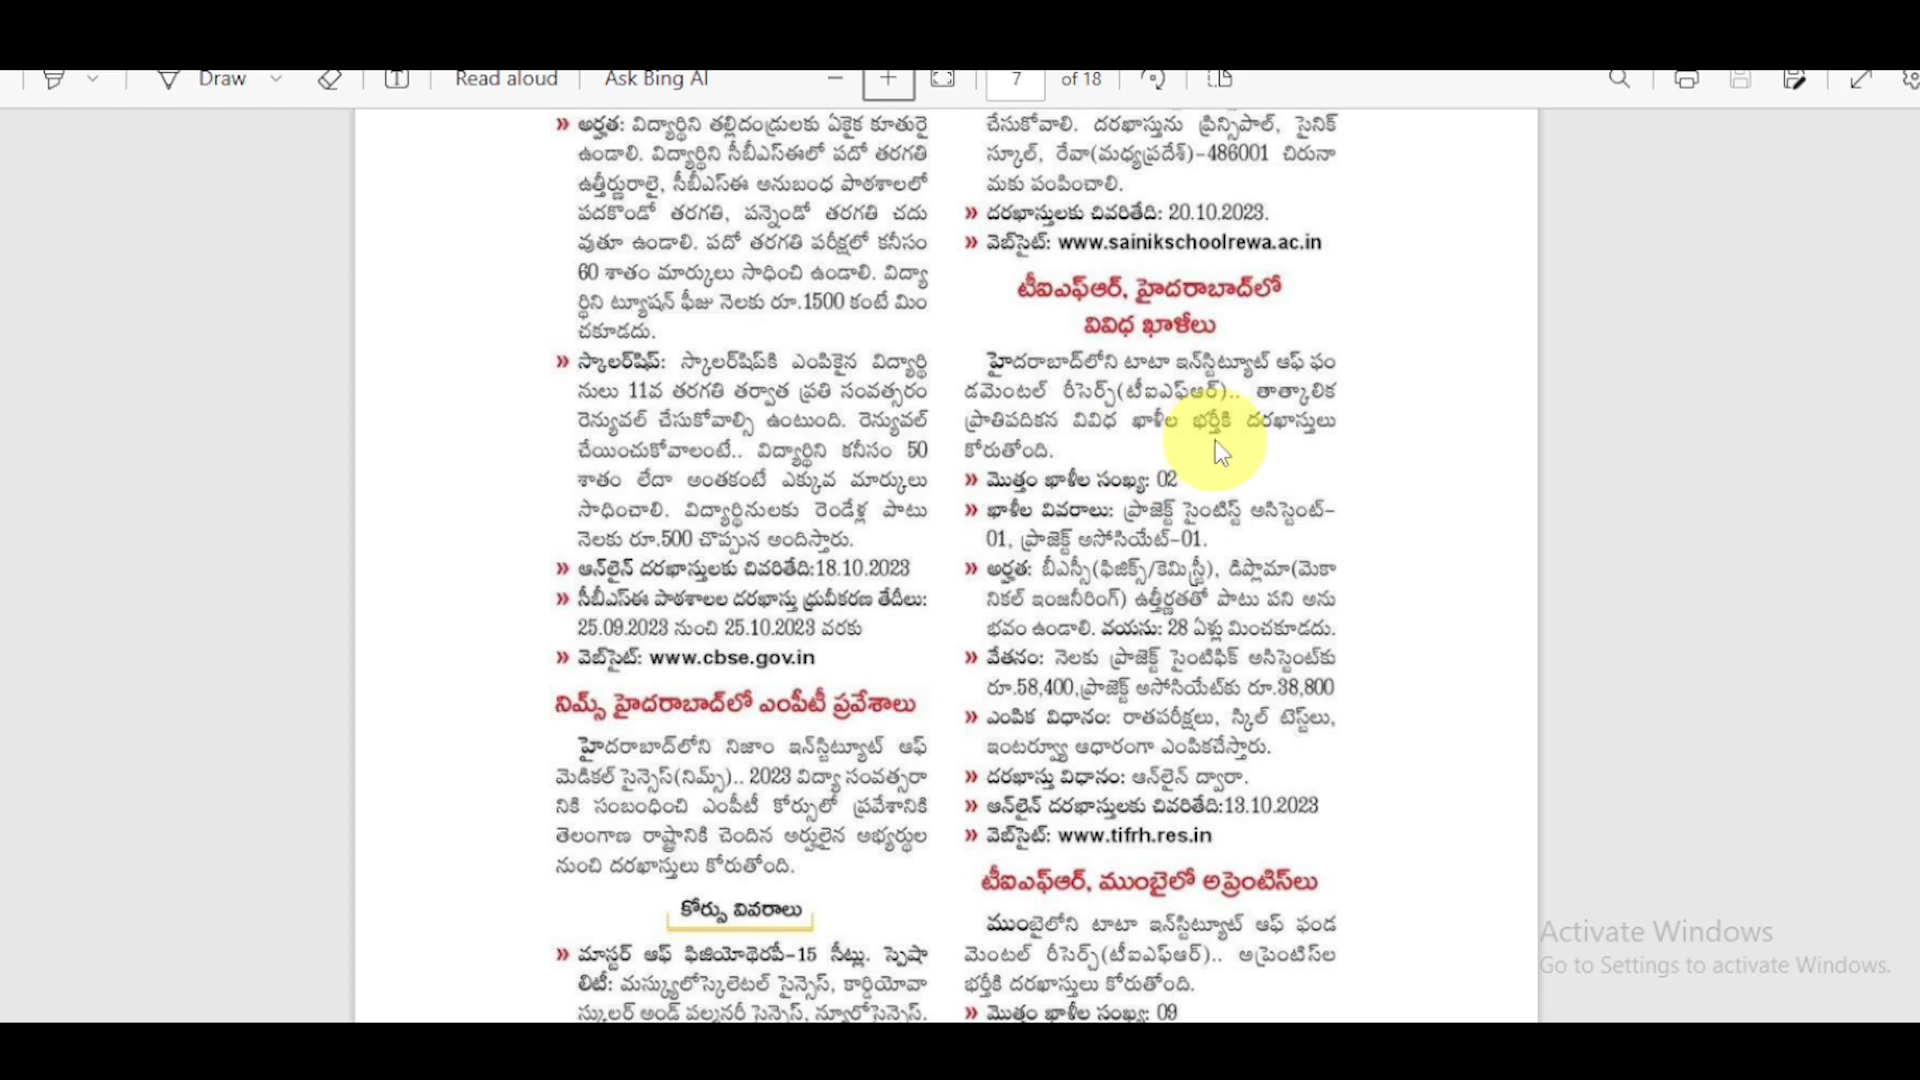 Draw
Read aloud
Ask Bing AI
7 of 18
» అర్హత: విద్యార్థిని తల్లిదండ్రులకు ఏకైక కూతురై
ఉండాలి. విద్యార్థిని సీబీఎస్ఈలో పదో తరగతి
ఉత్తీర్ణురాలై, సీబీఎస్ఈ అనుబంధ పాఠశాలలో
పదకొండో తరగతి, పన్నెండో తరగతి చదు
వుతూ ఉండాలి. పదో తరగతి పరీక్షలో కనీసం
60 శాతం మార్కులు సాధించి ఉండాలి. విద్యా
ర్థిని ట్యూషన్ ఫీజు నెలకు రూ.1500 కంటే మిం
చకూడదు.
» స్కాలర్‌షిప్: స్కాలర్‌షిప్‌కి ఎంపికైన విద్యార్థి
నులు 11వ తరగతి తర్వాత ప్రతి సంవత్సరం
రెన్యువల్ చేసుకోవాల్సి ఉంటుంది. రెన్యువల్
చేయించుకోవాలంటే.. విద్యార్థిని కనీసం 50
శాతం లేదా అంతకంటే ఎక్కువ మార్కులు
సాధించాలి. విద్యార్థినులకు రెండేళ్ల పాటు
నెలకు రూ.500 చొప్పున అందిస్తారు.
» ఆన్‌లైన్ దరఖాస్తులకు చివరితేది:18.10.2023
» సీబీఎస్ఈ పాఠశాలల దరఖాస్తు ధ్రువీకరణ తేదీలు:
25.09.2023 నుంచి 25.10.2023 వరకు
» వెబ్‌సైట్: www.cbse.gov.in
నిమ్స్ హైదరాబాద్‌లో ఎంపీటీ ప్రవేశాలు
హైదరాబాద్‌లోని నిజాం ఇన్‌స్టిట్యూట్ ఆఫ్
మెడికల్ సైన్సెస్(నిమ్స్).. 2023 విద్యా సంవత్సరా
నికి సంబంధించి ఎంపీటీ కోర్సులో ప్రవేశానికి
తెలంగాణ రాష్ట్రానికి చెందిన అర్హులైన అభ్యర్థుల
నుంచి దరఖాస్తులు కోరుతోంది.
కోర్సు వివరాలు
» మాస్టర్ ఆఫ్ ఫిజియోథెరపీ-15 సీట్లు. స్పెషా
లిటీ: మస్క్యులోస్కెలెటల్ సైన్సెస్, కార్డియోవా
స్కులర్ అండ్ పల్మనరీ సైన్సెస్, న్యూరోసైన్సెస్.
చేసుకోవాలి. దరఖాస్తును ప్రిన్సిపాల్, సైనిక్
స్కూల్, రేవా(మధ్యప్రదేశ్)-486001 చిరునా
మకు పంపించాలి.
» దరఖాస్తులకు చివరితేది: 20.10.2023.
» వెబ్‌సైట్: www.sainikschoolrewa.ac.in
టీఐఎఫ్ఆర్, హైదరాబాద్‌లో
వివిధ ఖాళీలు
హైదరాబాద్‌లోని టాటా ఇన్‌స్టిట్యూట్ ఆఫ్ ఫం
డమెంటల్ రీసెర్చ్(టీఐఎఫ్ఆర్).. తాత్కాలిక
ప్రాతిపదికన వివిధ ఖాళీల భర్తీకి దరఖాస్తులు
కోరుతోంది.
» మొత్తం ఖాళీల సంఖ్య: 02
» ఖాళీల వివరాలు: ప్రాజెక్ట్ సైంటిస్ట్ అసిస్టెంట్-
01, ప్రాజెక్ట్ అసోసియేట్-01.
» అర్హత: బీఎస్సీ(ఫిజిక్స్/కెమిస్ట్రీ), డిప్లొమా(మెకా
నికల్ ఇంజనీరింగ్) ఉత్తీర్ణతతో పాటు పని అను
భవం ఉండాలి. వయసు: 28 ఏళ్లు మించకూడదు.
» వేతనం: నెలకు ప్రాజెక్ట్ సైంటిఫిక్ అసిస్టెంట్‌కు
రూ.58,400,ప్రాజెక్ట్ అసోసియేట్‌కు రూ.38,800
» ఎంపిక విధానం: రాతపరీక్షలు, స్కిల్ టెస్ట్‌లు,
ఇంటర్వ్యూ ఆధారంగా ఎంపికచేస్తారు.
» దరఖాస్తు విధానం: ఆన్‌లైన్ ద్వారా.
» ఆన్‌లైన్ దరఖాస్తులకు చివరితేది:13.10.2023
» వెబ్‌సైట్: www.tifrh.res.in
టీఐఎఫ్ఆర్, ముంబైలో అప్రెంటిస్‌లు
ముంబైలోని టాటా ఇన్‌స్టిట్యూట్ ఆఫ్ ఫండ
మెంటల్ రీసెర్చ్(టీఐఎఫ్ఆర్).. అప్రెంటిస్‌ల
భర్తీకి దరఖాస్తులు కోరుతోంది.
» మొత్తం ఖాళీల సంఖ్య: 09
Activate Windows
Go to Settings to activate Windows.